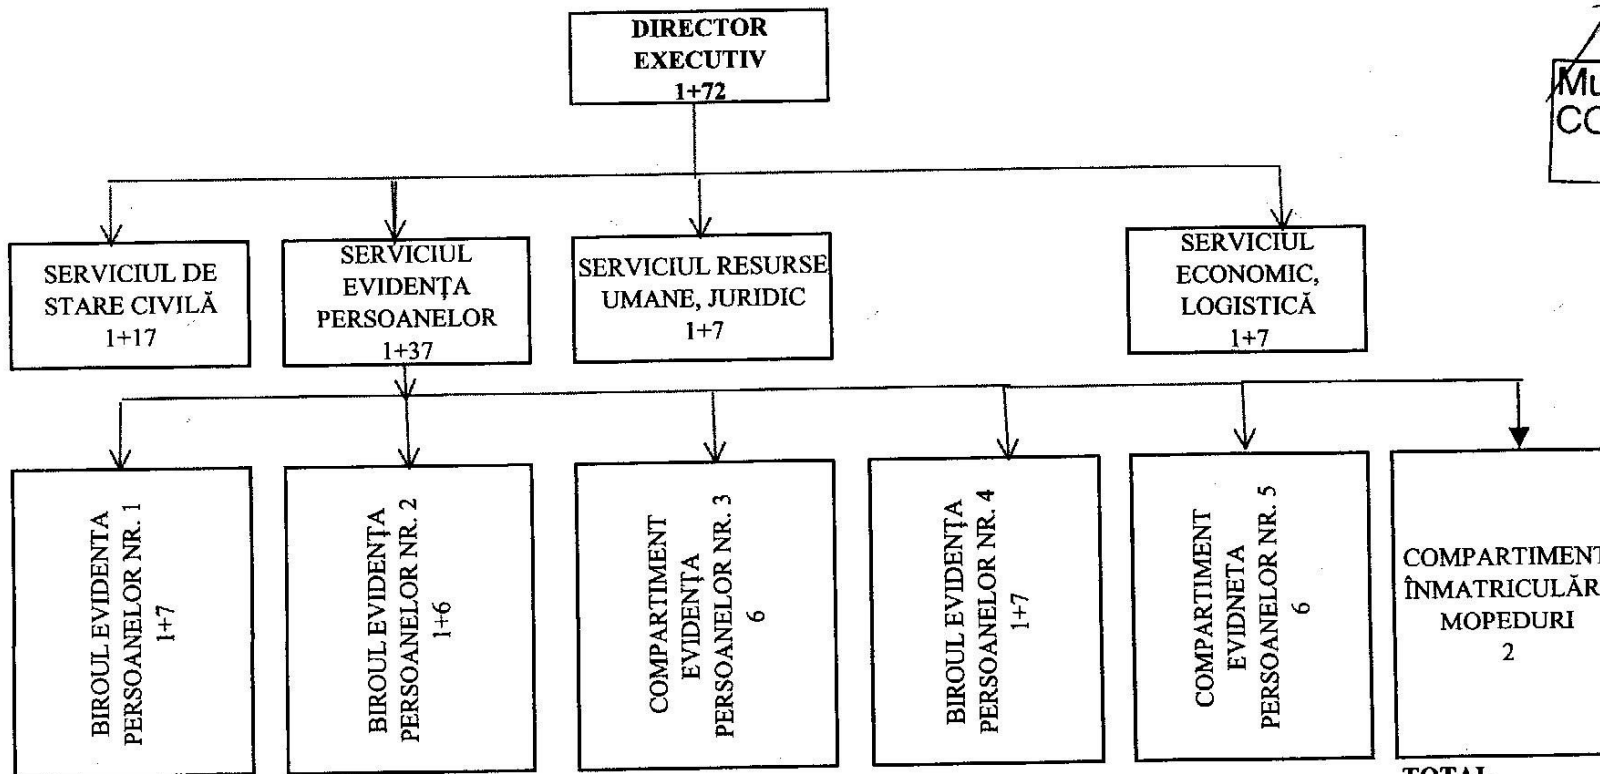 DIRECTOR
EXECUTIV
1+72
SERVICIUL DE
STARE CIVILĂ
1+17
SERVICIUL
EVIDENȚA
PERSOANELOR
1+37
SERVICIUL RESURSE
UMANE, JURIDIC
1+7
SERVICIUL
ECONOMIC,
LOGISTICĂ
1+7
BIROUL EVIDENTA
PERSOANELOR NR. 1
1+7
BIROUL EVIDENȚA
PERSOANELOR NR. 2
1+6
COMPARTIMENT
EVIDENȚA
PERSOANELOR NR. 3
6
BIROUL EVIDENȚA
PERSOANELOR NR. 4
1+7
COMPARTIMENT
EVIDNETA
PERSOANELOR NR. 5
6
COMPARTIMENT
ÎNMATRICULĂR
MOPEDURI
2
TOTAL